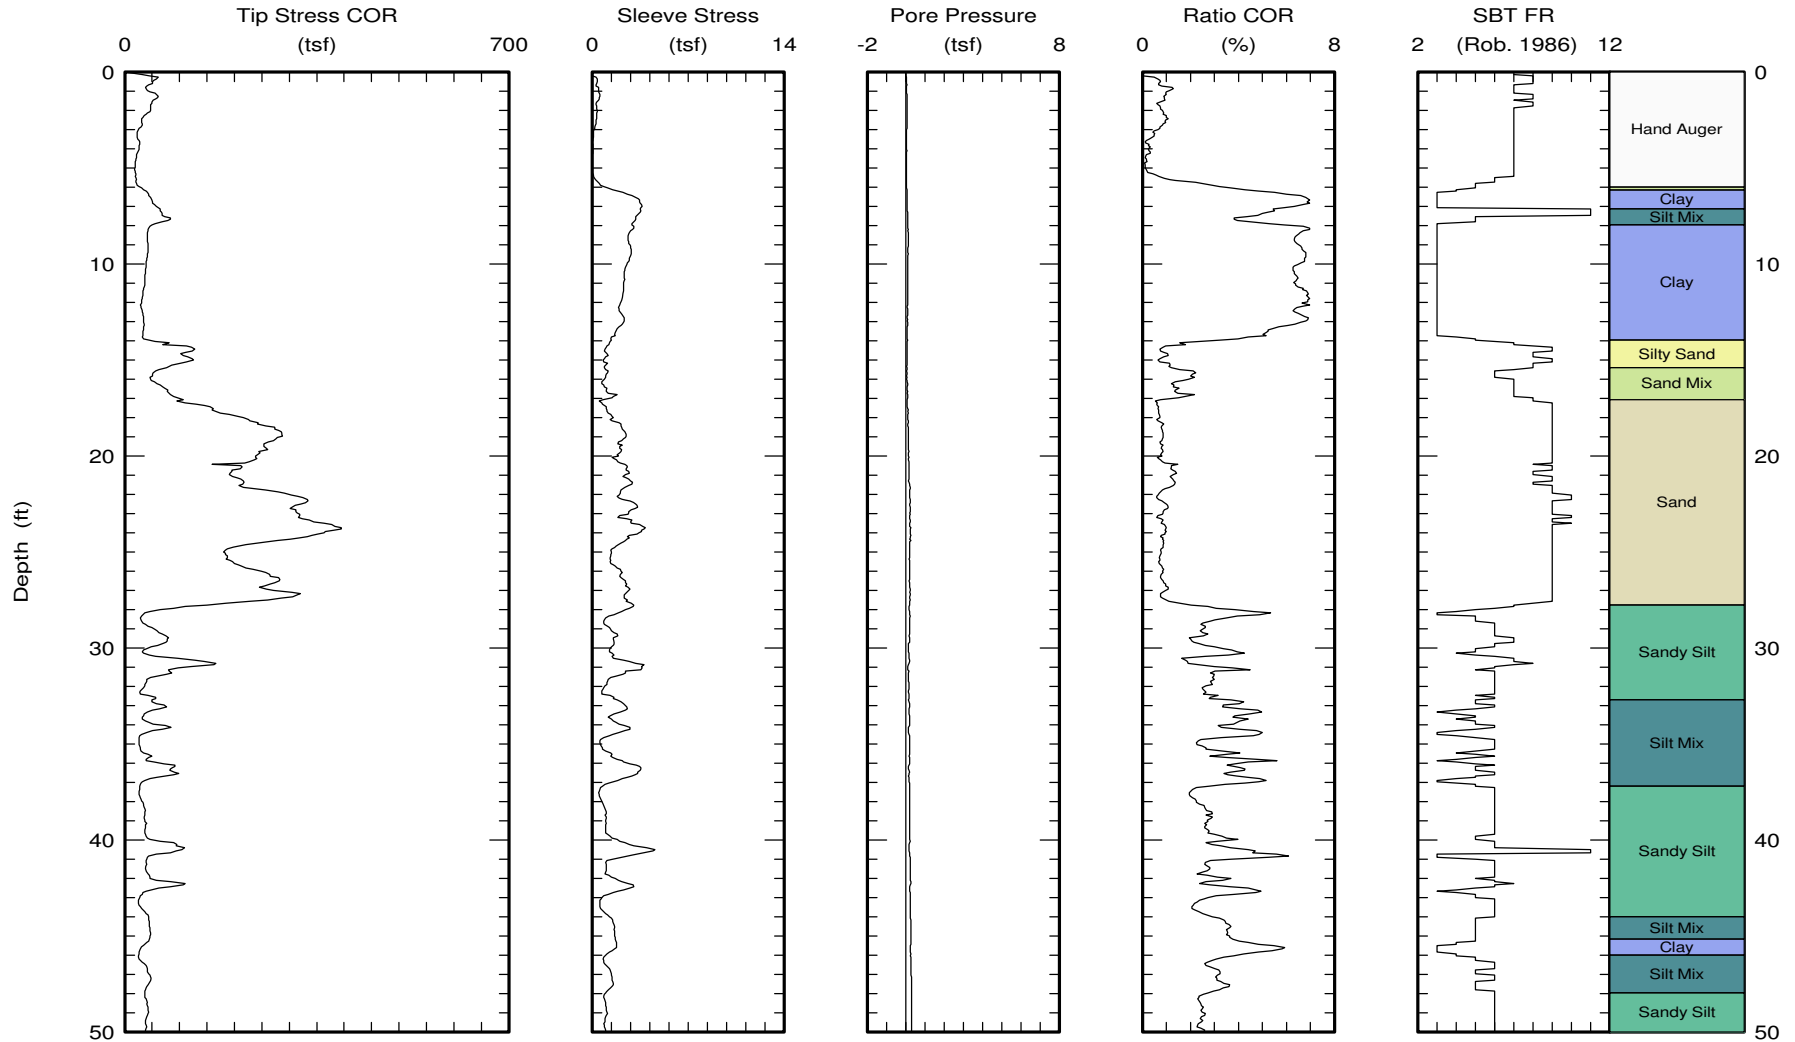 Tip Stress COR Sleeve Stress Pore Pressure Ratio COR SBT FR
0 (tsf) 700 0 (tsf) 14 -2 (tsf) 8 0 (%) 8 2 (Rob. 1986) 12
0 0
Hand Auger
Clay
Silt Mix
10 Clay 10
Silty Sand
Sand Mix
20 20
Sand
Depth (ft)
30 Sandy Silt 30
Silt Mix
40 40
Sandy Silt
Silt Mix
Clay
Silt Mix
Sandy Silt
50 50